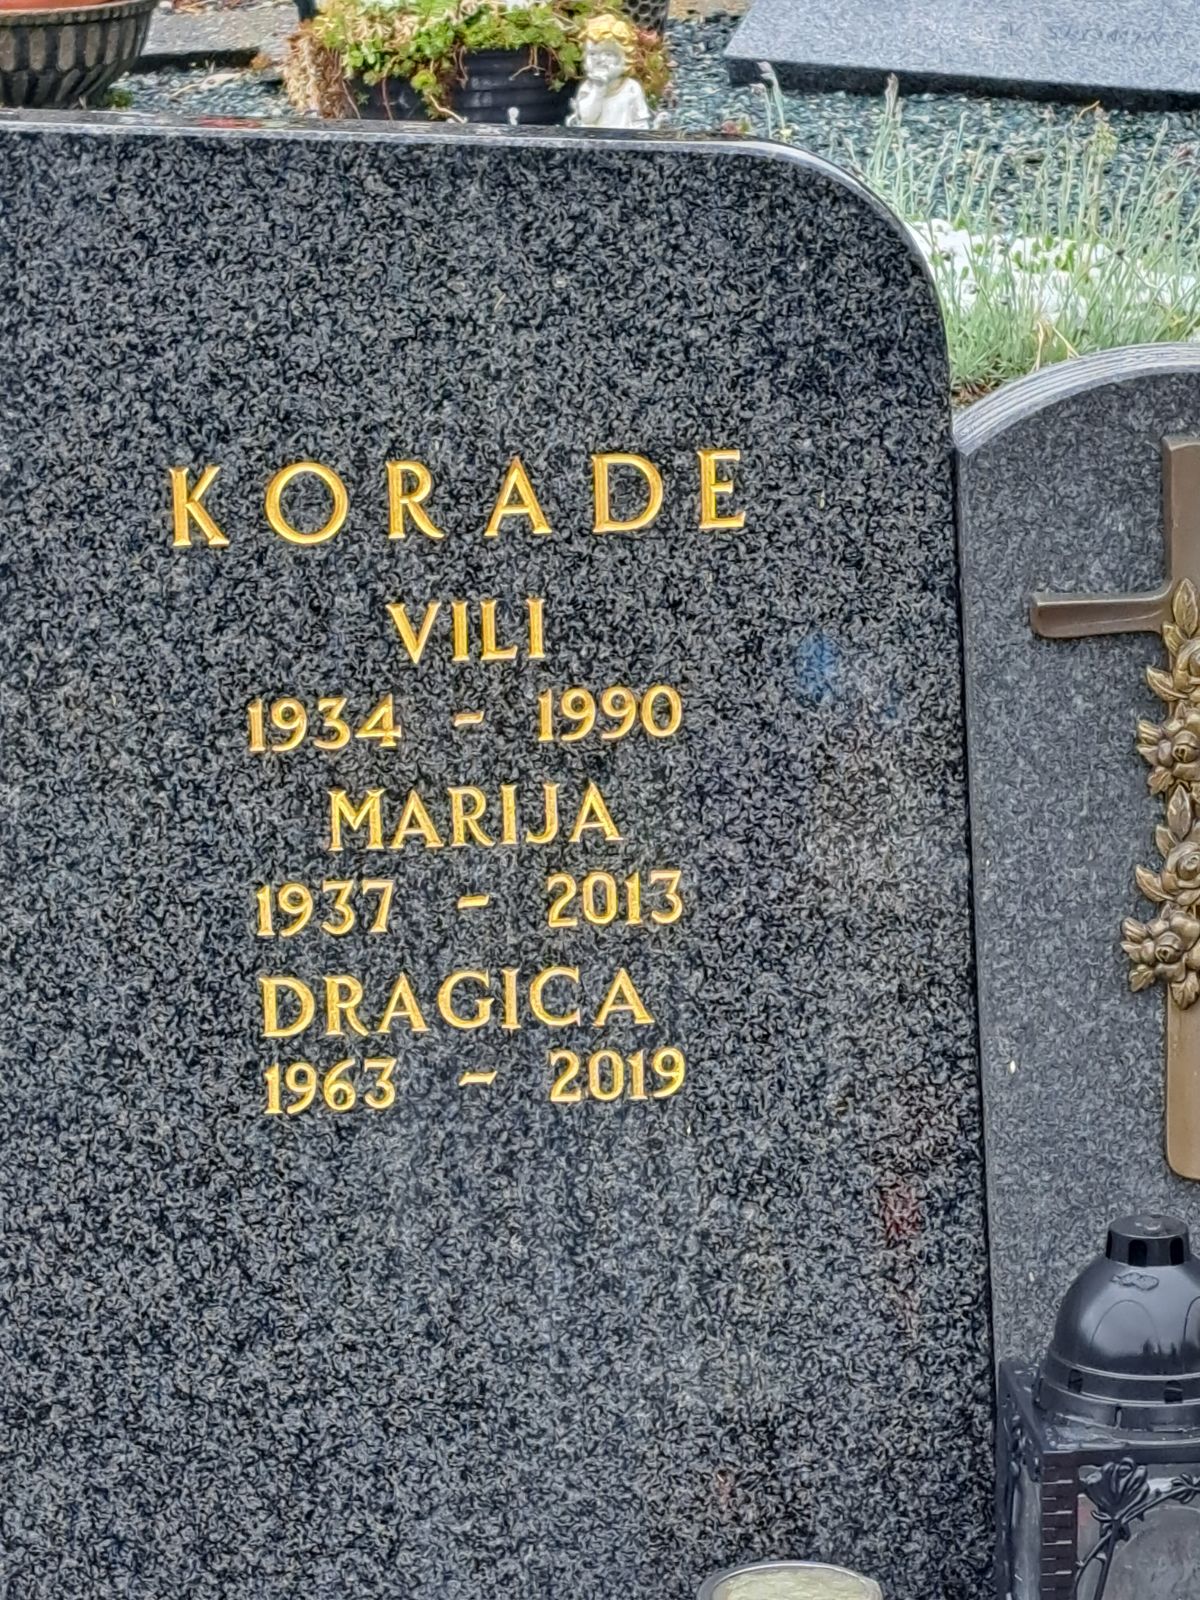 KORADE
VILI
1934 - 1990
MARIJA
1937 - 2013
DRAGICA
1963 - 2019